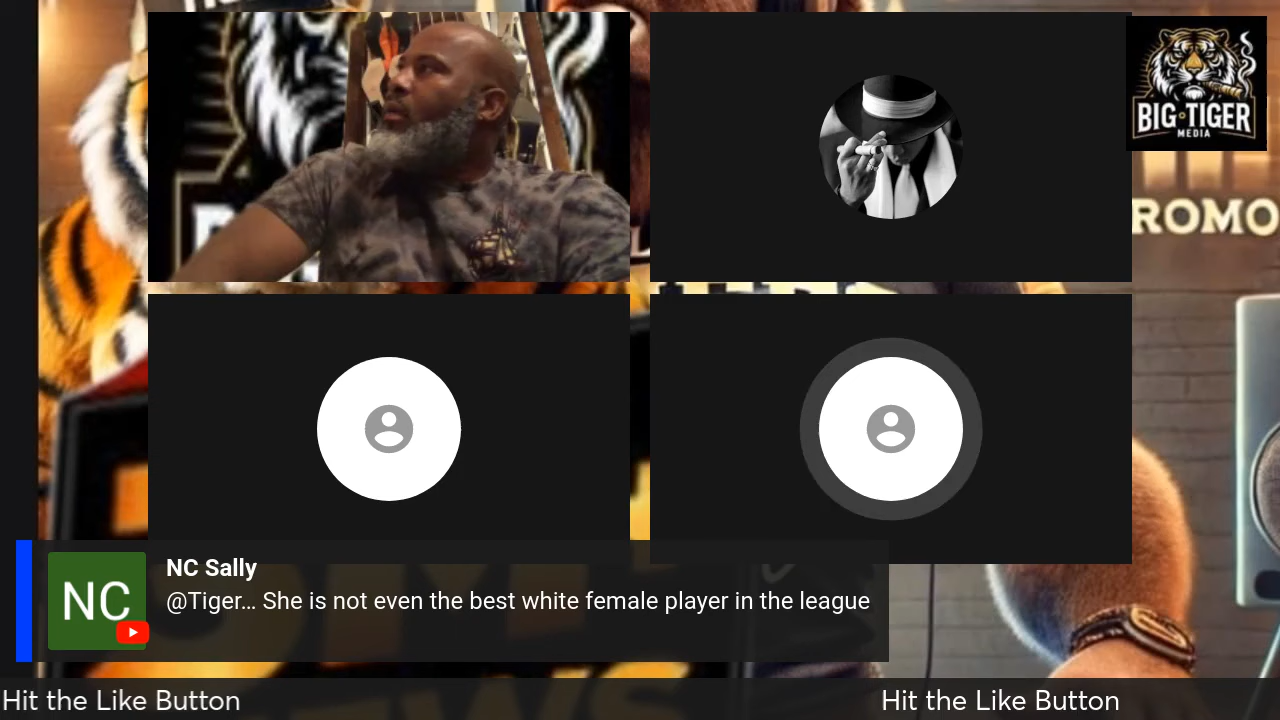 BIG•TIGER
MEDIA
ROMO
NC
NC Sally
@Tiger... She is not even the best white female player in the league
Hit the Like Button
Hit the Like Button